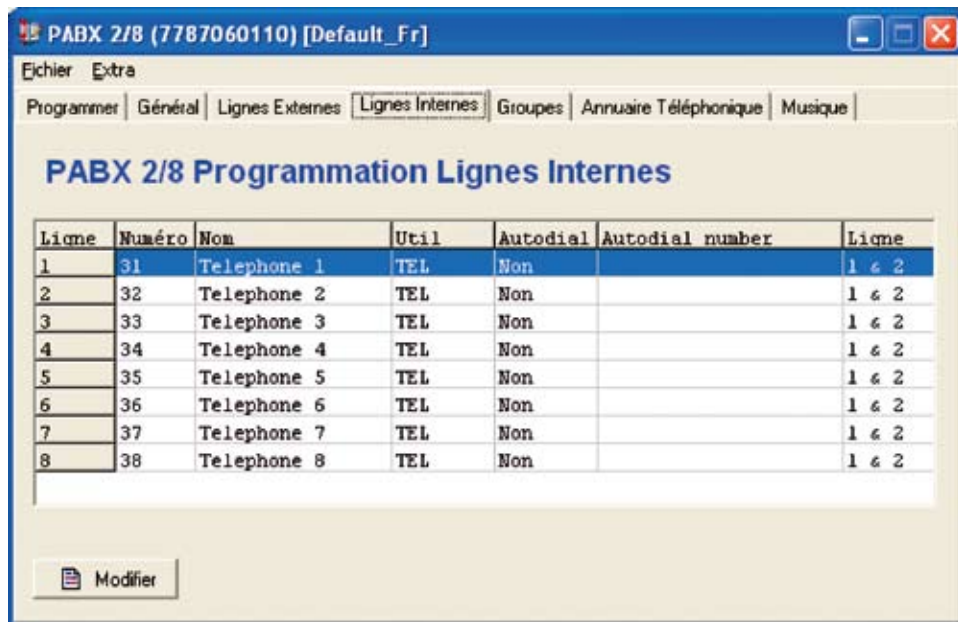 PABX 2/8 (7787060110) [Default_Fr]
Fichier Extra
Programmer Général Lignes Externes Lignes Internes Groupes Annuaire Téléphonique Musique
PABX 2/8 Programmation Lignes Internes
Ligne Numéro Nom Util Autodial Autodial number Ligne
1 31 Telephone 1 TEL Non 1 & 2
2 32 Telephone 2 TEL Non 1 & 2
3 33 Telephone 3 TEL Non 1 & 2
4 34 Telephone 4 TEL Non 1 & 2
5 35 Telephone 5 TEL Non 1 & 2
6 36 Telephone 6 TEL Non 1 & 2
7 37 Telephone 7 TEL Non 1 & 2
8 38 Telephone 8 TEL Non 1 & 2
Modifier